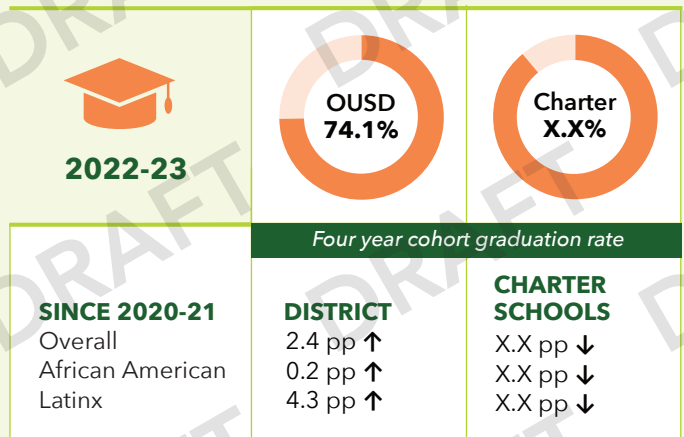 OUSD
74.1%
Charter
X.X%
2022-23
Four year cohort graduation rate
SINCE 2020-21
Overall
African American
Latinx
DISTRICT
2.4 pp ↑
0.2 pp ↑
4.3 pp ↑
CHARTER
SCHOOLS
X.X pp ↓
X.X pp ↓
X.X pp ↓
DRAFT
DRAFT
DRAFT
DRAFT